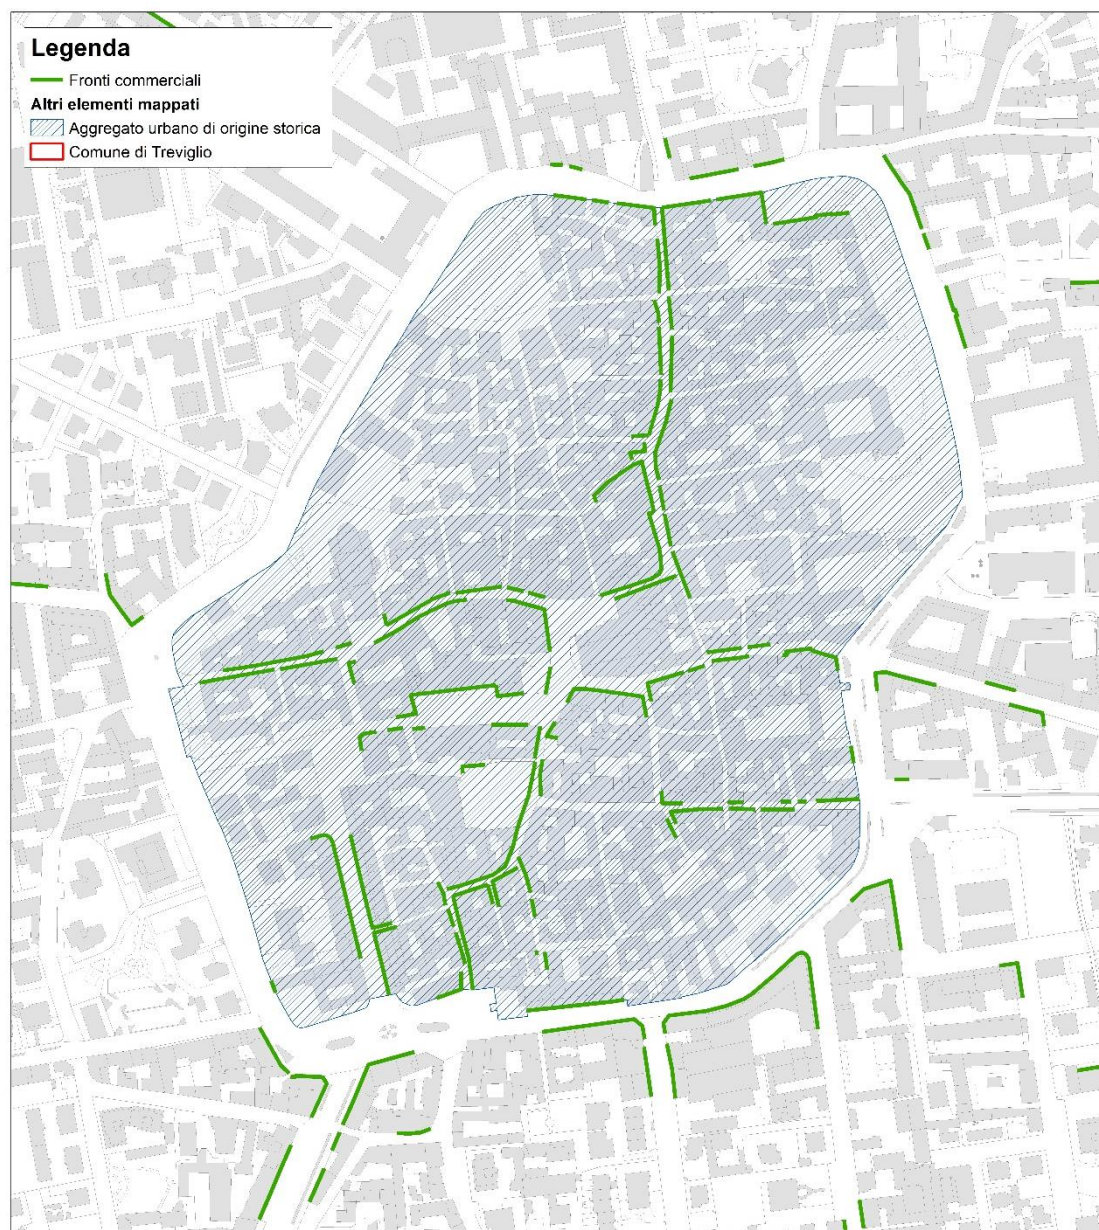 Legenda
Fronti commerciali
Altri elementi mappati
Aggregato urbano di origine storica
Comune di Treviglio